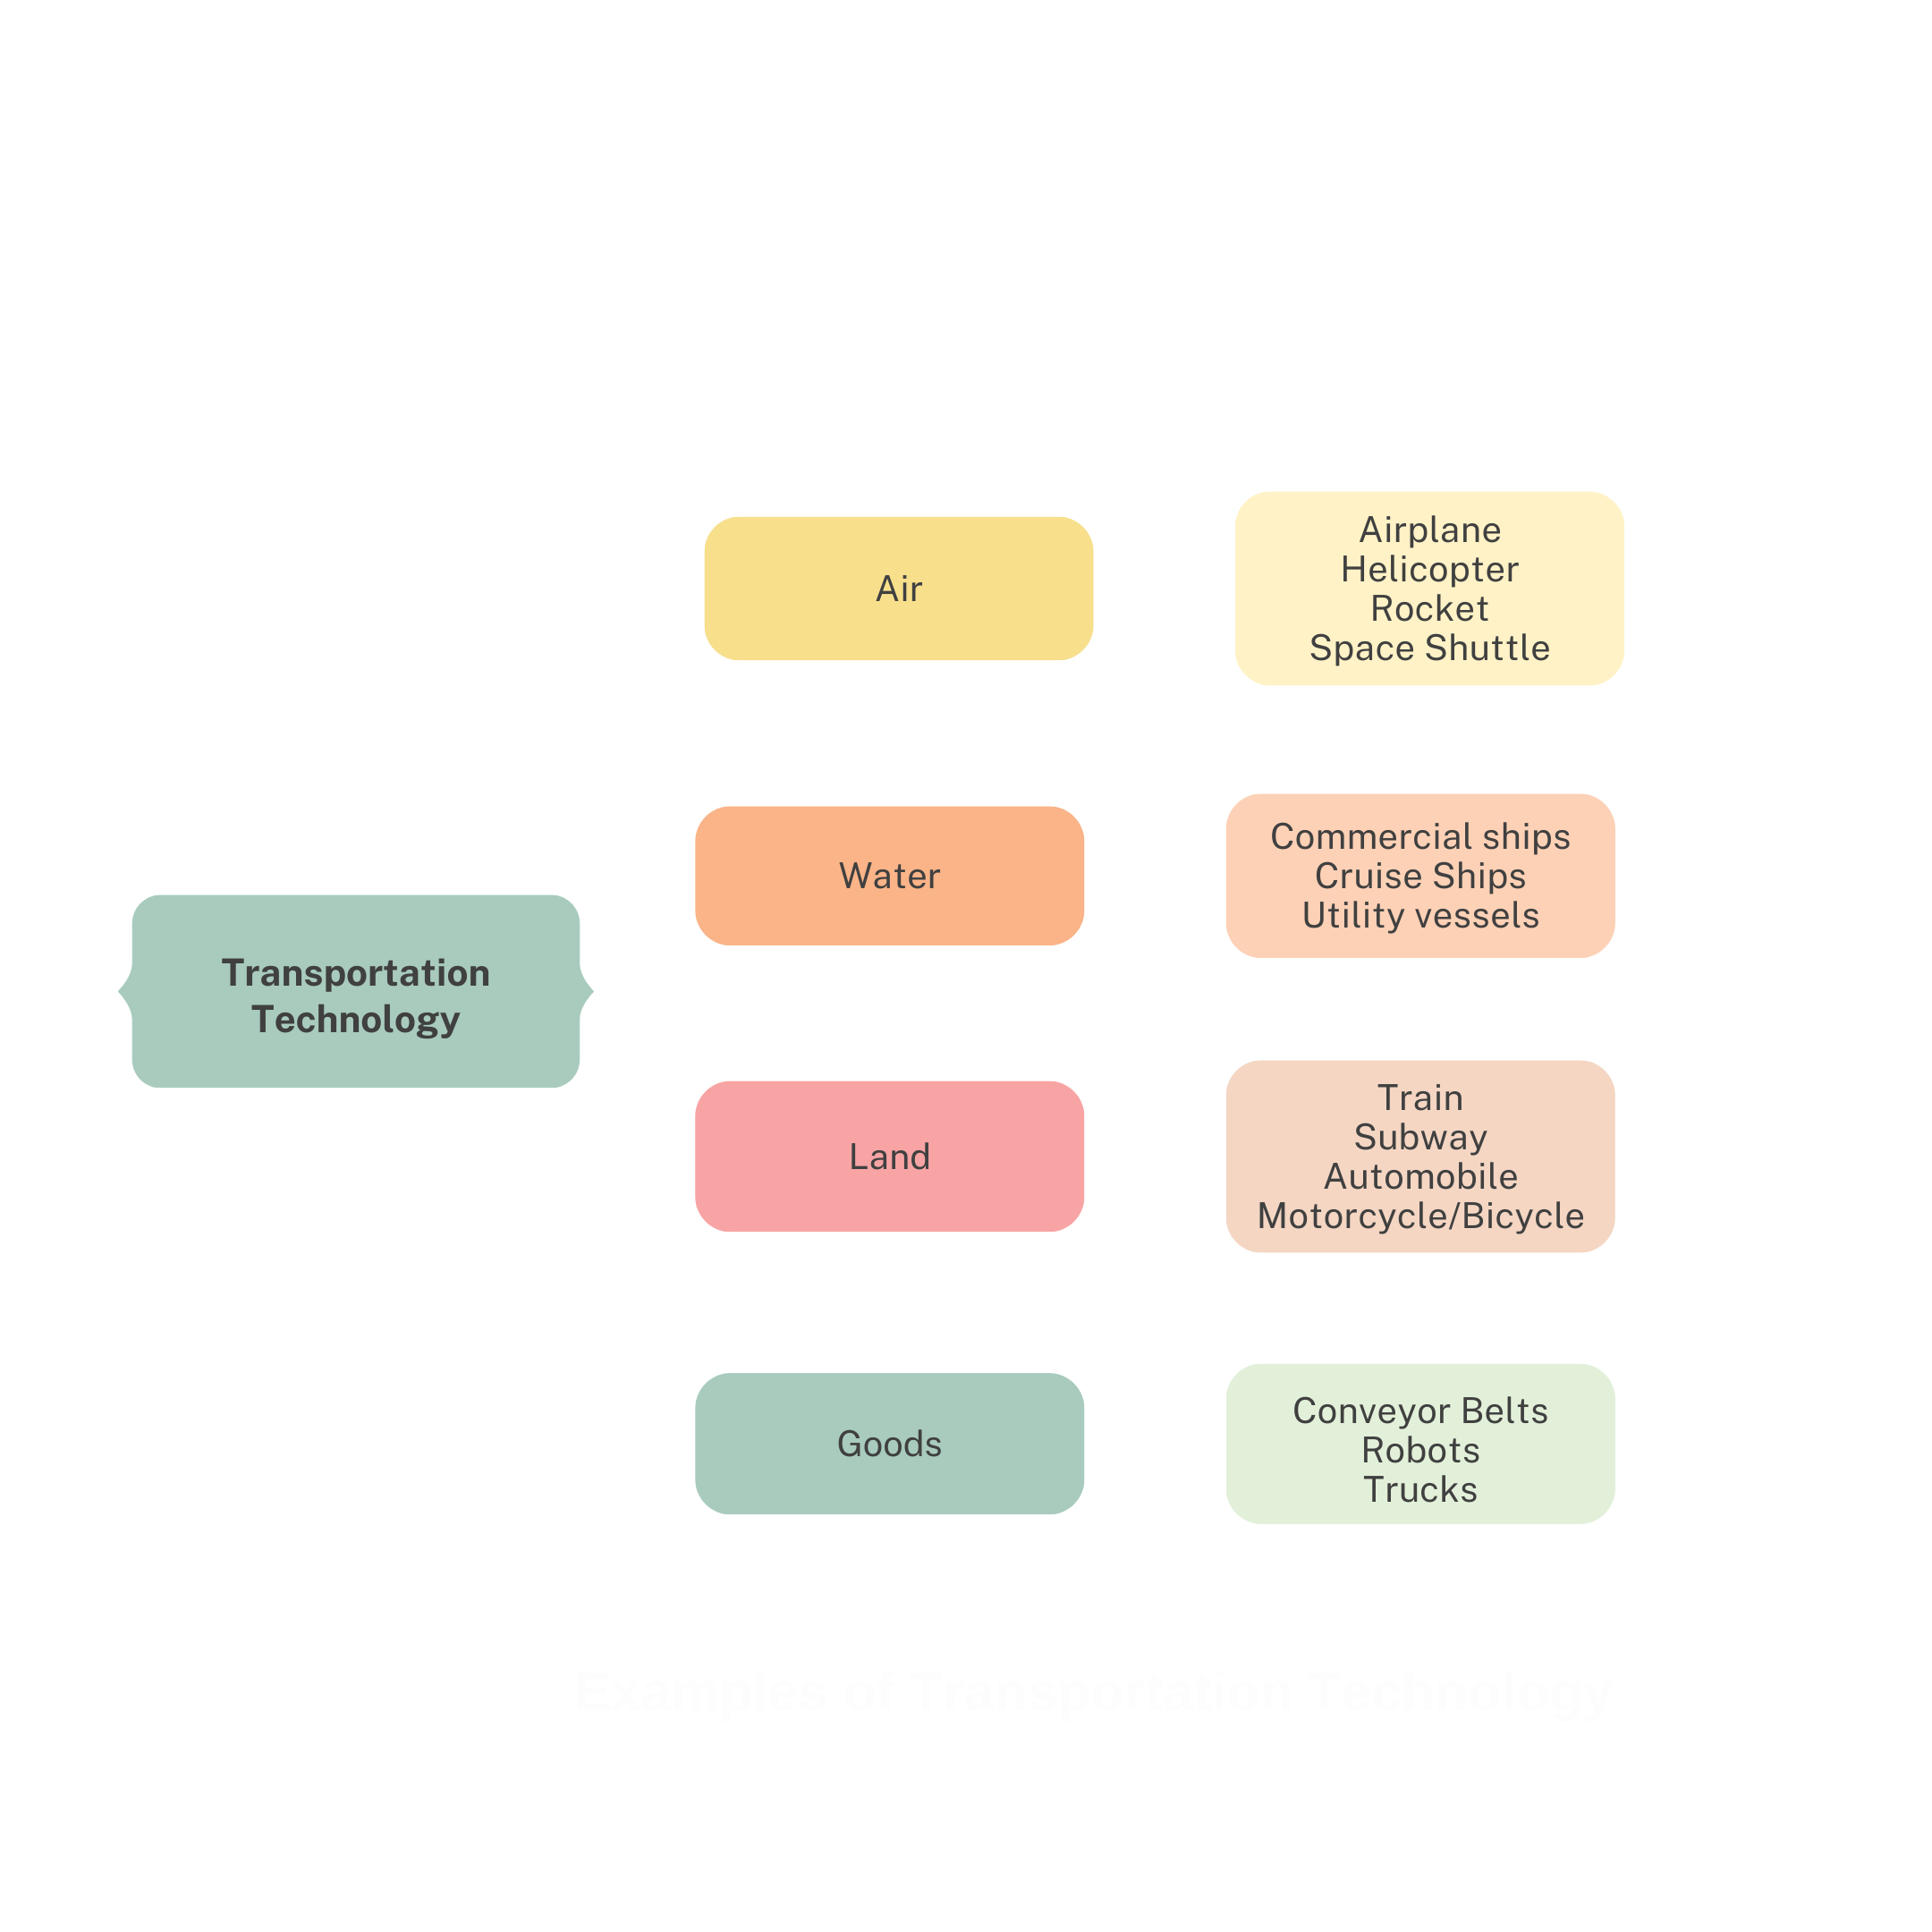 Air
Airplane
Helicopter
Rocket
Space Shuttle
Water
Commercial ships
Cruise Ships
Utility vessels
Transportation
Technology
Land
Train
Subway
Automobile
Motorcycle/Bicycle
Goods
Conveyor Belts
Robots
Trucks
Examples of Transportation Technology